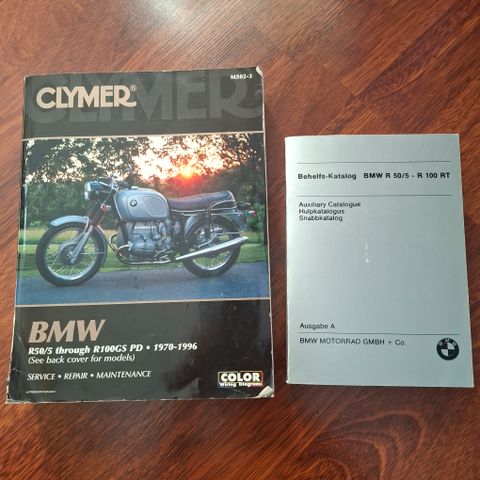 M502-3
CLYMER®
BMW
R50/5 through R100GS PD • 1970-1996
(See back cover for models)
SERVICE • REPAIR • MAINTENANCE
COLOR
Wiring Diagrams
Behelfs-Katalog BMW R 50/5 - R 100 RT
Auxiliary Catalogue
Hulpkatalogus
Snabbkatalog
Ausgabe A
BMW MOTORRAD GMBH + Co.